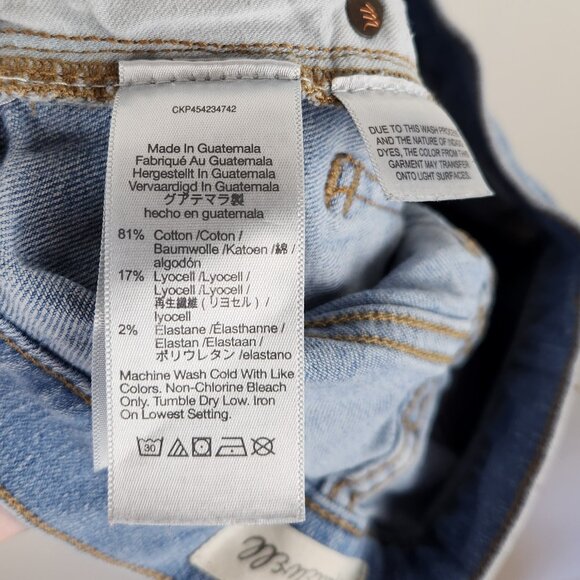 CKP454234742
Made In Guatemala
Fabriqué Au Guatemala
Hergestellt In Guatemala
Vervaardigd In Guatemala
グアテマラ製
hecho en guatemala
81% Cotton /Coton /
Baumwolle /Katoen /綿 /
algodón
17% Lyocell /Lyocell /
Lyocell /Lyocell /
再生繊維 (リヨセル) /
lyocell
2% Elastane /Élasthanne /
Elastan /Elastaan /
ポリウレタン /elastano
Machine Wash Cold With Like
Colors. Non-Chlorine Bleach
Only. Tumble Dry Low. Iron
On Lowest Setting.
30
DUE TO THIS WASH PROCESS
AND THE NATURE OF INDIGO
DYES, THE COLOR FROM THIS
GARMENT MAY TRANSFER
ONTO LIGHT SURFACES.
m